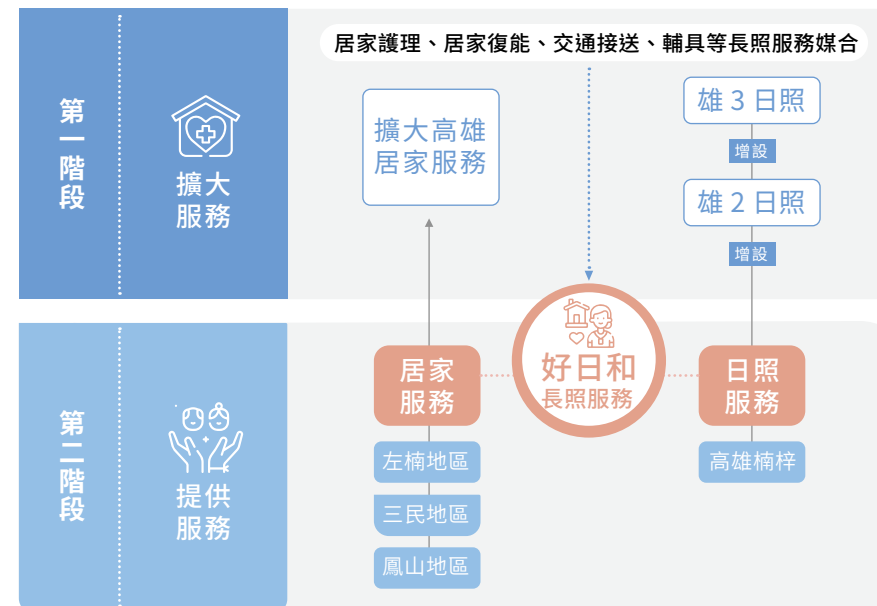 居家護理、居家復能、交通接送、輔具等長照服務媒合
第一階段
擴大
服務
擴大高雄
居家服務
雄 3 日照
增設
雄 2 日照
增設
第二階段
提供
服務
居家
服務
好日和
長照服務
日照
服務
左楠地區
三民地區
鳳山地區
高雄楠梓